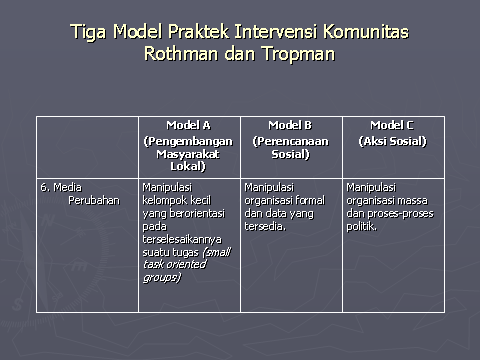 Tiga Model Praktek Intervensi Komunitas
Rothman dan Tropman
Model A
(Pengembangan
Masyarakat
Lokal)
Model B
(Perencanaan
Sosial)
Model C
(Aksi Sosial)
6. Media
Perubahan
Manipulasi
kelompok kecil
yang berorientasi
pada
terselesaikannya
suatu tugas (small
task oriented
groups)
Manipulasi
organisasi formal
dan data yang
tersedia.
Manipulasi
organisasi massa
dan proses-proses
politik.